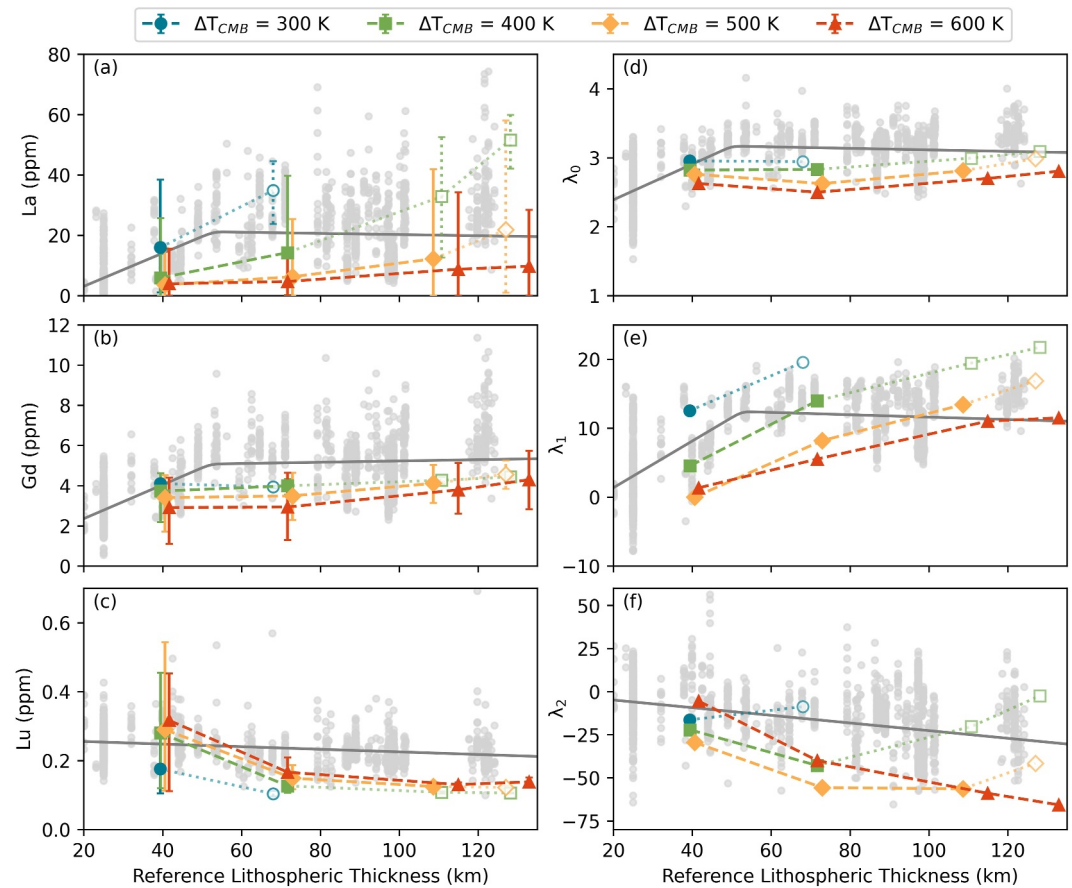 ΔT_CMB = 300 K ΔT_CMB = 400 K ΔT_CMB = 500 K ΔT_CMB = 600 K
(a)
La (ppm)
80
60
40
20
0
(d)
λ₀
4
3
2
1
(b)
Gd (ppm)
12
10
8
6
4
2
0
(e)
λ₁
20
10
0
−10
(c)
Lu (ppm)
0.6
0.4
0.2
0.0
20 40 60 80 100 120
Reference Lithospheric Thickness (km)
(f)
λ₂
50
25
0
−25
−50
−75
20 40 60 80 100 120
Reference Lithospheric Thickness (km)